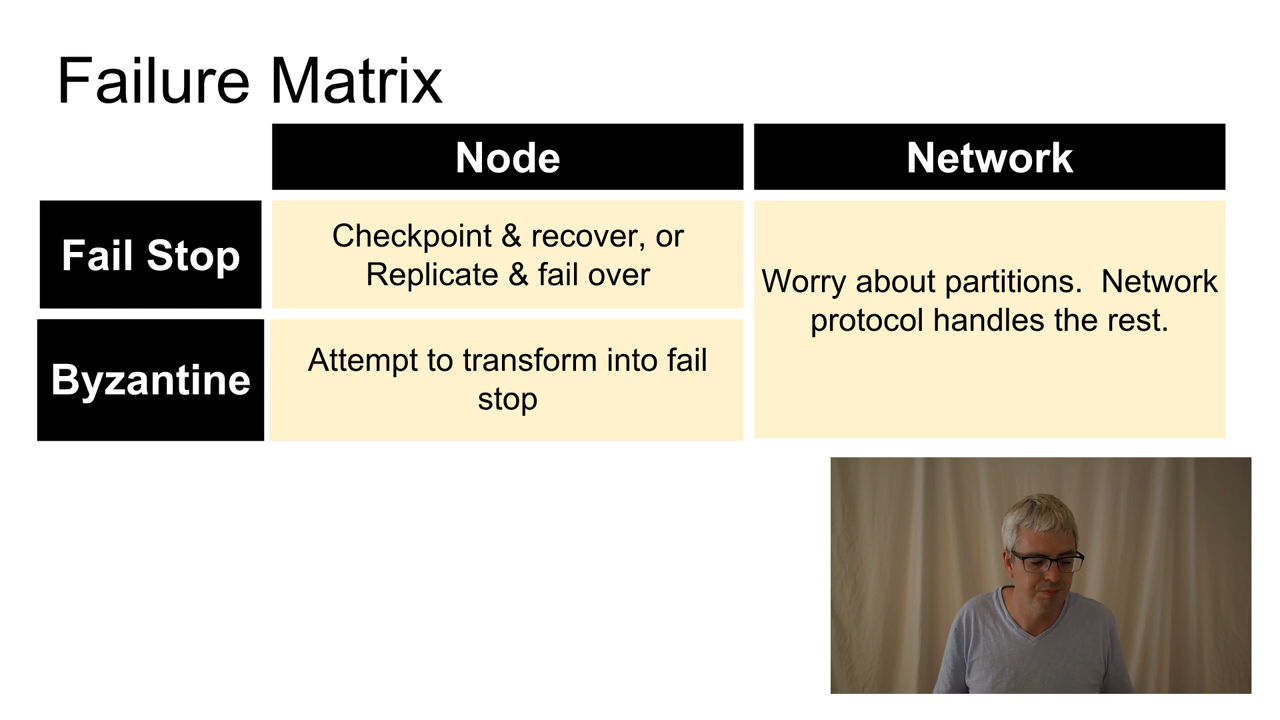 Failure Matrix
Node
Network
Fail Stop
Checkpoint & recover, or
Replicate & fail over
Worry about partitions.  Network
protocol handles the rest.
Byzantine
Attempt to transform into fail
stop